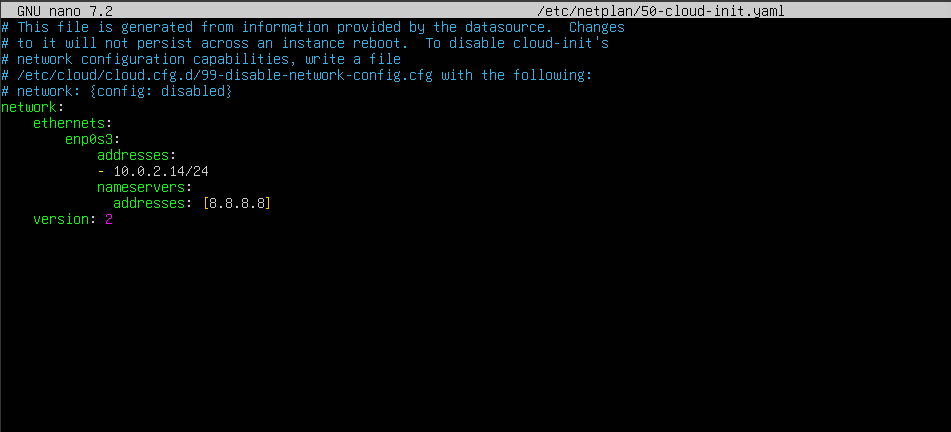 GNU nano 7.2 /etc/netplan/50-cloud-init.yaml
# This file is generated from information provided by the datasource.  Changes
# to it will not persist across an instance reboot.  To disable cloud-init's
# network configuration capabilities, write a file
# /etc/cloud/cloud.cfg.d/99-disable-network-config.cfg with the following:
# network: {config: disabled}
network:
    ethernets:
        enp0s3:
            addresses:
            - 10.0.2.14/24
            nameservers:
              addresses: [8.8.8.8]
    version: 2